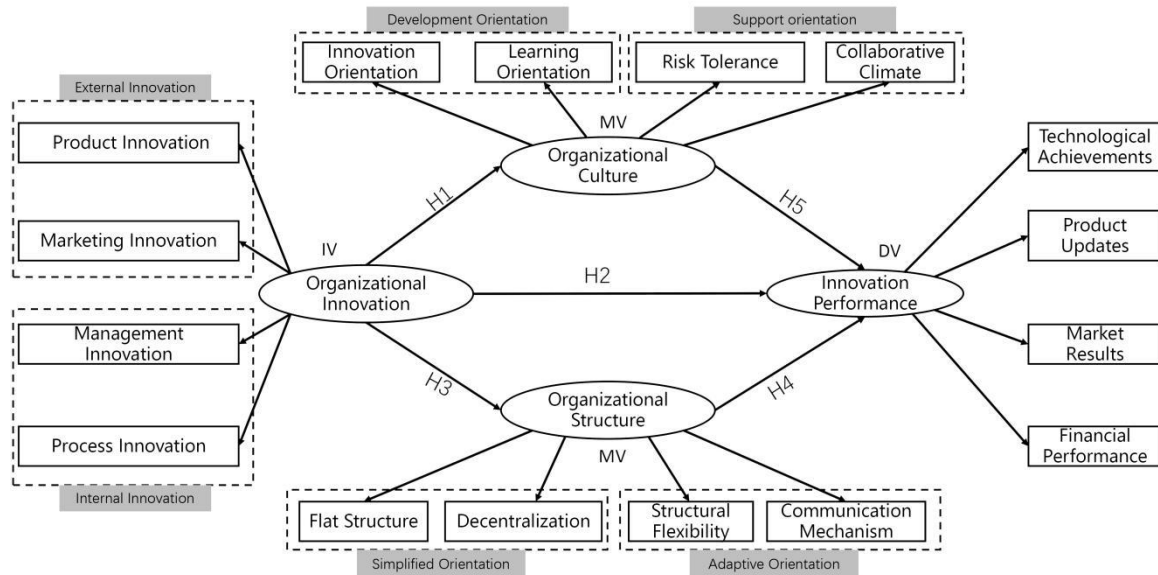 Development Orientation
Support orientation
Innovation
Orientation
Learning
Orientation
Risk Tolerance
Collaborative
Climate
External Innovation
Product Innovation
Marketing Innovation
Management
Innovation
Process Innovation
Internal Innovation
MV
Organizational
Culture
H1
H5
IV
Organizational
Innovation
H2
DV
Innovation
Performance
H3
H4
Organizational
Structure
MV
Technological
Achievements
Product
Updates
Market
Results
Financial
Performance
Flat Structure
Decentralization
Structural
Flexibility
Communication
Mechanism
Simplified Orientation
Adaptive Orientation